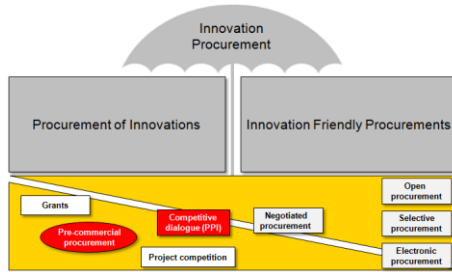 Innovation
Procurement
Procurement of Innovations
Innovation Friendly Procurements
Grants
Pre-commercial
procurement
Competitive
dialogue (PPI)
Project competition
Negotiated
procurement
Open
procurement
Selective
procurement
Electronic
procurement